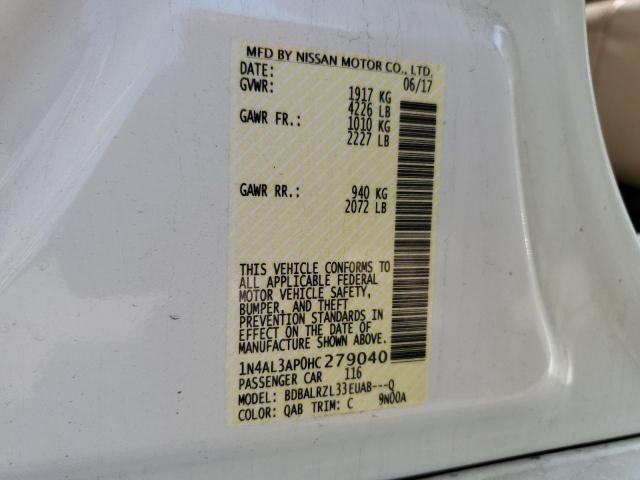 MFD BY NISSAN MOTOR CO., LTD.
DATE: 06/17
GVWR: 1917 KG
4226 LB
GAWR FR.: 1010 KG
2227 LB
GAWR RR.: 940 KG
2072 LB
THIS VEHICLE CONFORMS TO
ALL APPLICABLE FEDERAL
MOTOR VEHICLE SAFETY,
BUMPER, AND THEFT
PREVENTION STANDARDS IN
EFFECT ON THE DATE OF
MANUFACTURE SHOWN ABOVE.
1N4AL3AP0HC279040
PASSENGER CAR 116
MODEL: BDBALRZL33EUAB---Q
COLOR: QAB TRIM: C 9N00A